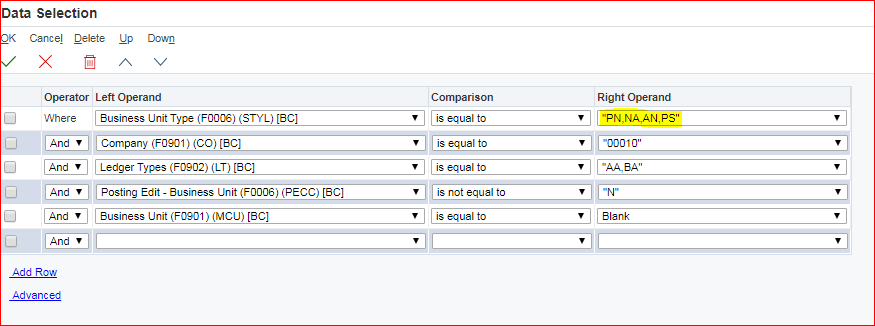 Data Selection
OK Cancel Delete Up Down
Operator Left Operand Comparison Right Operand
Where Business Unit Type (F0006) (STYL) [BC] is equal to "PN,NA,AN,PS"
And Company (F0901) (CO) [BC] is equal to "00010"
And Ledger Types (F0902) (LT) [BC] is equal to "AA,BA"
And Posting Edit - Business Unit (F0006) (PECC) [BC] is not equal to "N"
And Business Unit (F0901) (MCU) [BC] is equal to Blank
And
Add Row
Advanced